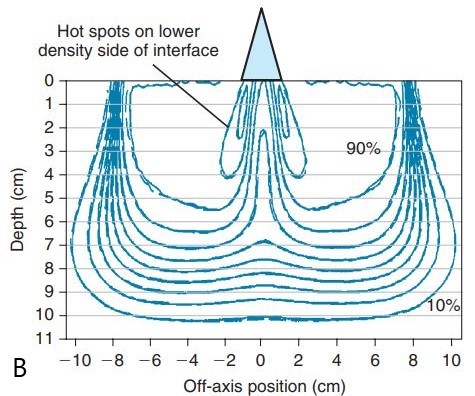 Hot spots on lower
density side of interface
0
1
2
3
4
5
6
7
8
9
10
11
Depth (cm)
90%
10%
−10 −8 −6 −4 −2 0 2 4 6 8 10
Off-axis position (cm)
B